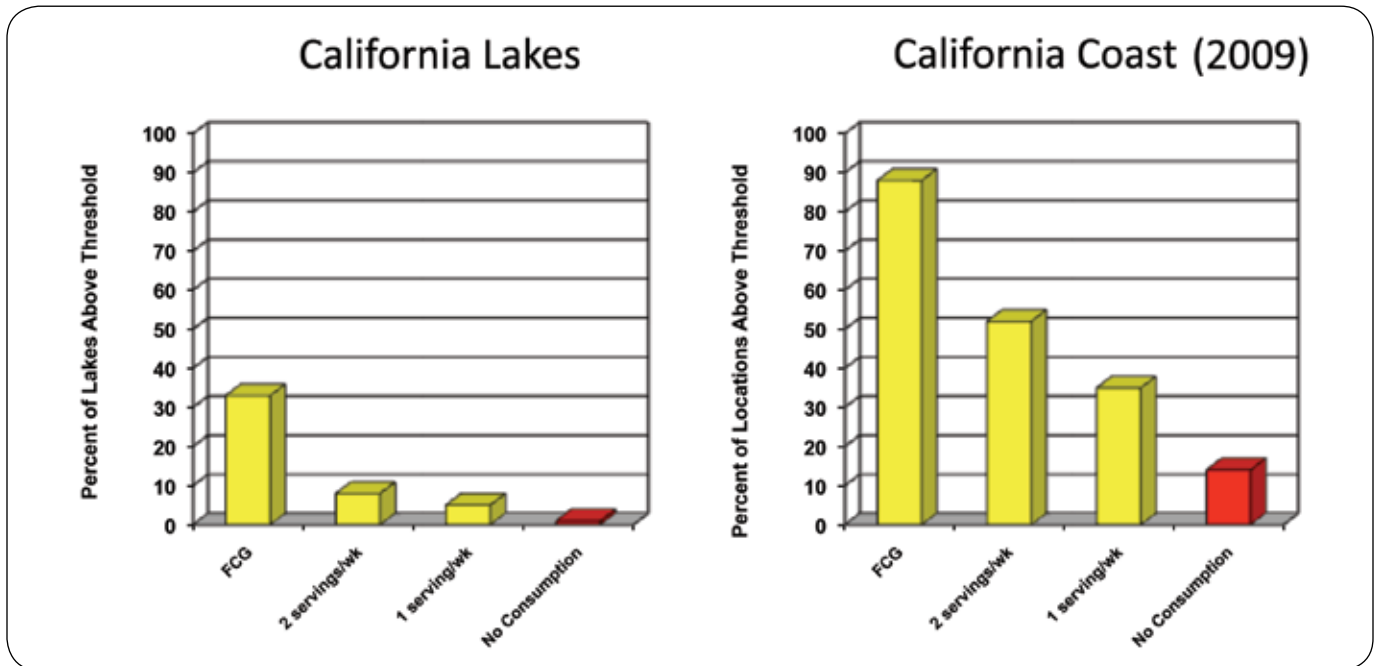 California Lakes
Percent of Lakes Above Threshold
100
90
80
70
60
50
40
30
20
10
0
FCG
2 servings/wk
1 serving/wk
No Consumption
California Coast (2009)
Percent of Locations Above Threshold
100
90
80
70
60
50
40
30
20
10
0
FCG
2 servings/wk
1 serving/wk
No Consumption